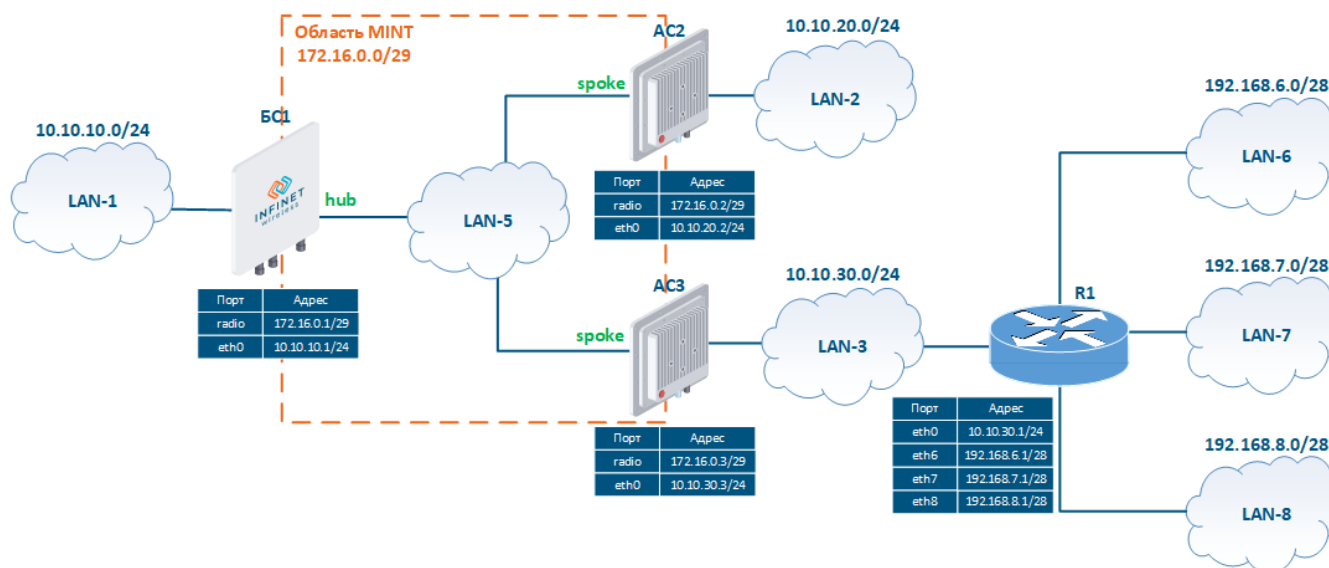 Область MINT
172.16.0.0/29
10.10.10.0/24
LAN-1
БС1
INFINET
wireless
hub
Порт Адрес
radio 172.16.0.1/29
eth0 10.10.10.1/24
LAN-5
spoke
АС2
Порт Адрес
radio 172.16.0.2/29
eth0 10.10.20.2/24
10.10.20.0/24
LAN-2
spoke
АС3
Порт Адрес
radio 172.16.0.3/29
eth0 10.10.30.3/24
10.10.30.0/24
LAN-3
R1
Порт Адрес
eth0 10.10.30.1/24
eth6 192.168.6.1/28
eth7 192.168.7.1/28
eth8 192.168.8.1/28
192.168.6.0/28
LAN-6
192.168.7.0/28
LAN-7
192.168.8.0/28
LAN-8